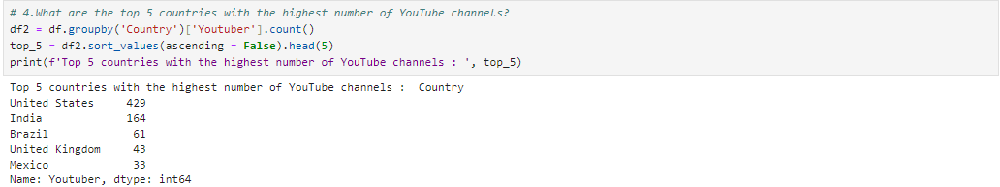 # 4.What are the top 5 countries with the highest number of YouTube channels?
df2 = df.groupby('Country')['Youtuber'].count()
top_5 = df2.sort_values(ascending = False).head(5)
print(f'Top 5 countries with the highest number of YouTube channels : ', top_5)
Top 5 countries with the highest number of YouTube channels :  Country
United States     429
India             164
Brazil             61
United Kingdom     43
Mexico             33
Name: Youtuber, dtype: int64